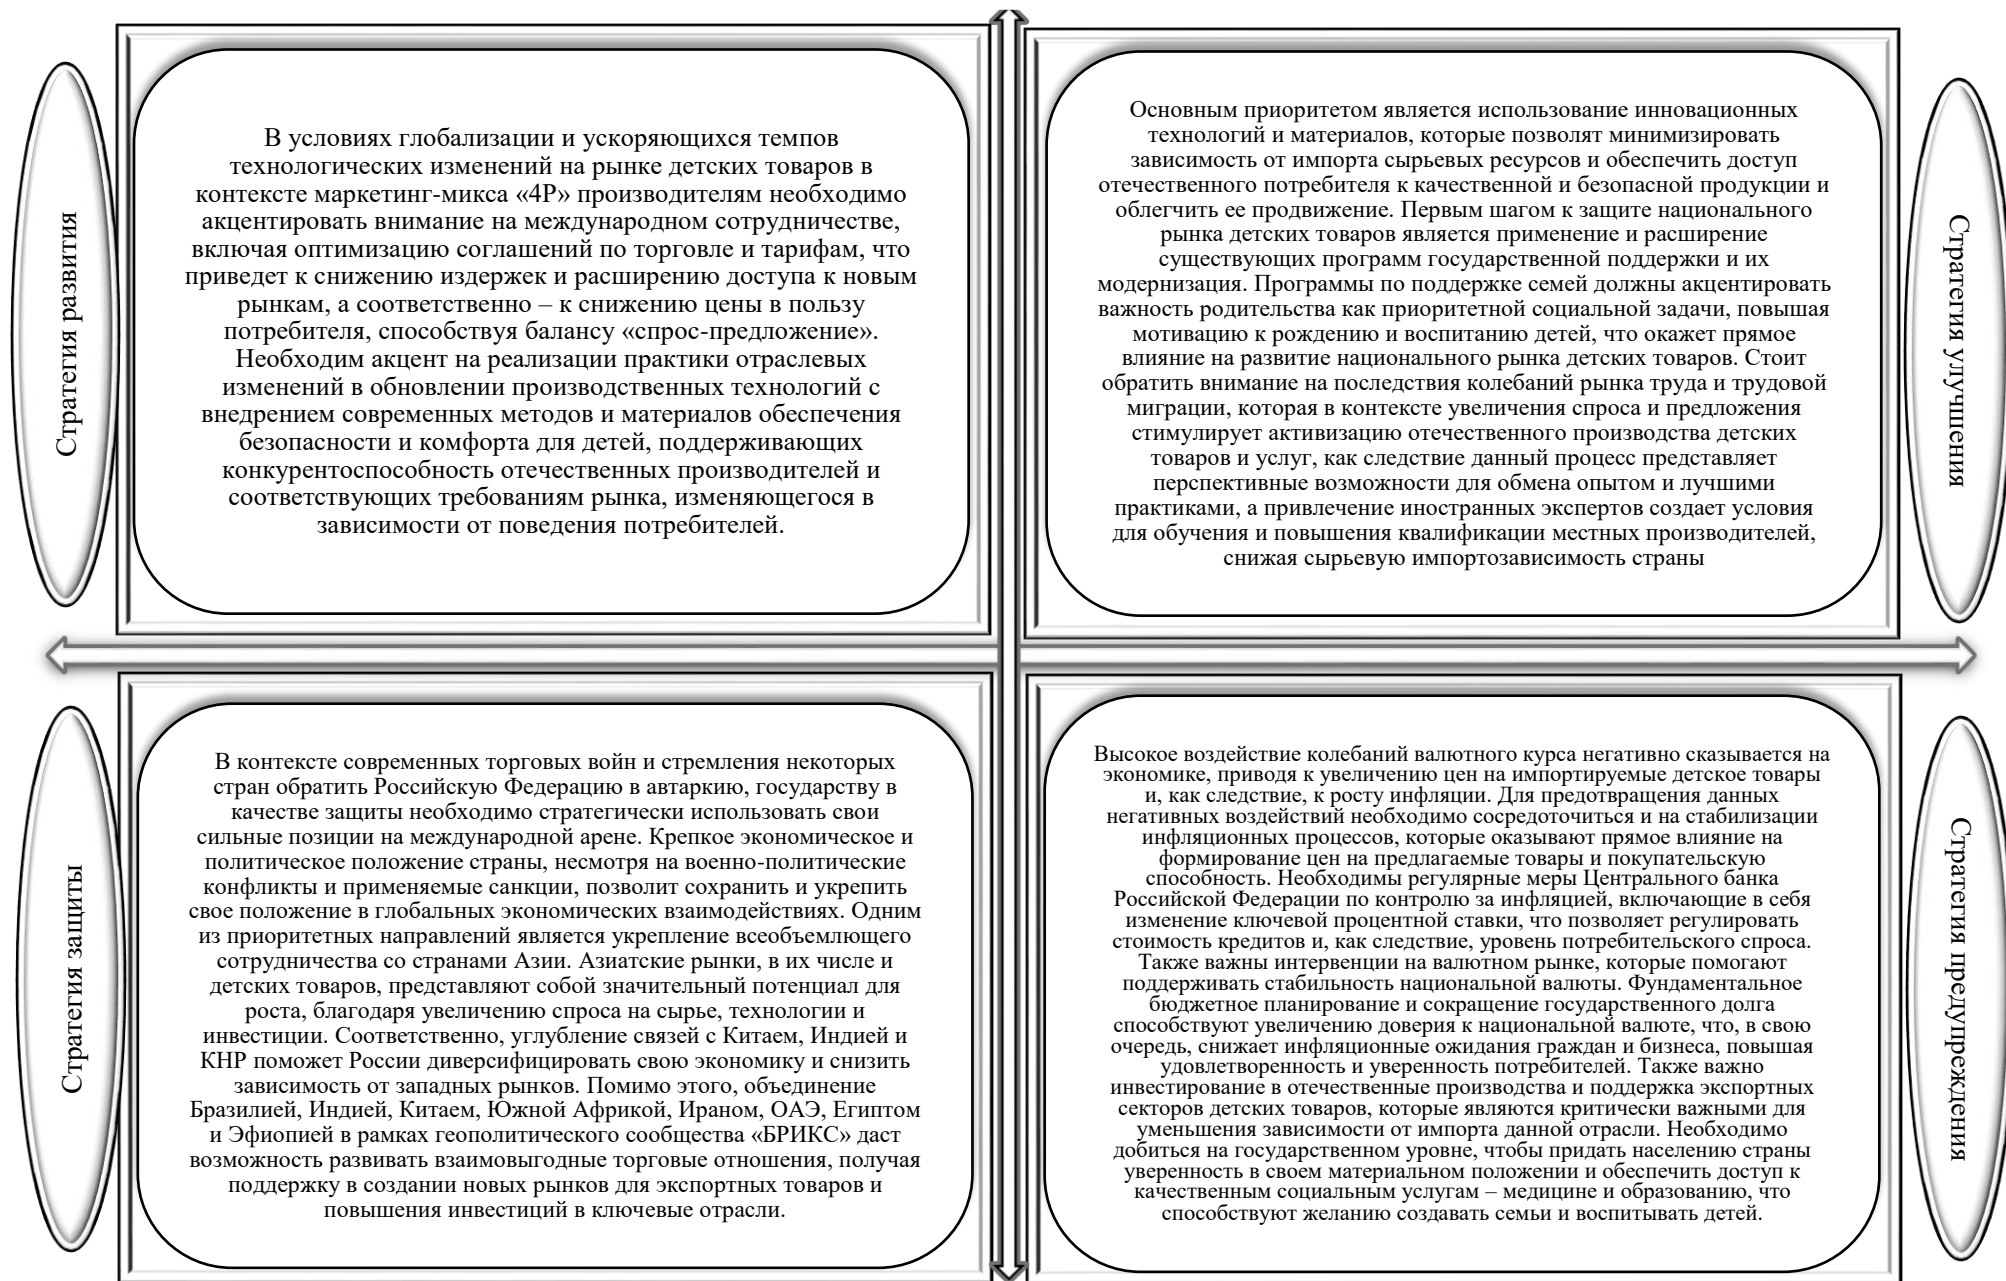 Стратегия развития
В условиях глобализации и ускоряющихся темпов
технологических изменений на рынке детских товаров в
контексте маркетинг-микса «4P» производителям необходимо
акцентировать внимание на международном сотрудничестве,
включая оптимизацию соглашений по торговле и тарифам, что
приведет к снижению издержек и расширению доступа к новым
рынкам, а соответственно – к снижению цены в пользу
потребителя, способствуя балансу «спрос-предложение».
Необходим акцент на реализации практики отраслевых
изменений в обновлении производственных технологий с
внедрением современных методов и материалов обеспечения
безопасности и комфорта для детей, поддерживающих
конкурентоспособность отечественных производителей и
соответствующих требованиям рынка, изменяющегося в
зависимости от поведения потребителей.
Основным приоритетом является использование инновационных
технологий и материалов, которые позволят минимизировать
зависимость от импорта сырьевых ресурсов и обеспечить доступ
отечественного потребителя к качественной и безопасной продукции и
облегчить ее продвижение. Первым шагом к защите национального
рынка детских товаров является применение и расширение
существующих программ государственной поддержки и их
модернизация. Программы по поддержке семей должны акцентировать
важность родительства как приоритетной социальной задачи, повышая
мотивацию к рождению и воспитанию детей, что окажет прямое
влияние на развитие национального рынка детских товаров. Стоит
обратить внимание на последствия колебаний рынка труда и трудовой
миграции, которая в контексте увеличения спроса и предложения
стимулирует активизацию отечественного производства детских
товаров и услуг, как следствие данный процесс представляет
перспективные возможности для обмена опытом и лучшими
практиками, а привлечение иностранных экспертов создает условия
для обучения и повышения квалификации местных производителей,
снижая сырьевую импортозависимость страны
Стратегия улучшения
Стратегия защиты
В контексте современных торговых войн и стремления некоторых
стран обратить Российскую Федерацию в автаркию, государству в
качестве защиты необходимо стратегически использовать свои
сильные позиции на международной арене. Крепкое экономическое и
политическое положение страны, несмотря на военно-политические
конфликты и применяемые санкции, позволит сохранить и укрепить
свое положение в глобальных экономических взаимодействиях. Одним
из приоритетных направлений является укрепление всеобъемлющего
сотрудничества со странами Азии. Азиатские рынки, в их числе и
детских товаров, представляют собой значительный потенциал для
роста, благодаря увеличению спроса на сырье, технологии и
инвестиции. Соответственно, углубление связей с Китаем, Индией и
КНР поможет России диверсифицировать свою экономику и снизить
зависимость от западных рынков. Помимо этого, объединение
Бразилией, Индией, Китаем, Южной Африкой, Ираном, ОАЭ, Египтом
и Эфиопией в рамках геополитического сообщества «БРИКС» даст
возможность развивать взаимовыгодные торговые отношения, получая
поддержку в создании новых рынков для экспортных товаров и
повышения инвестиций в ключевые отрасли.
Высокое воздействие колебаний валютного курса негативно сказывается на
экономике, приводя к увеличению цен на импортируемые детское товары
и, как следствие, к росту инфляции. Для предотвращения данных
негативных воздействий необходимо сосредоточиться и на стабилизации
инфляционных процессов, которые оказывают прямое влияние на
формирование цен на предлагаемые товары и покупательскую
способность. Необходимы регулярные меры Центрального банка
Российской Федерации по контролю за инфляцией, включающие в себя
изменение ключевой процентной ставки, что позволяет регулировать
стоимость кредитов и, как следствие, уровень потребительского спроса.
Также важны интервенции на валютном рынке, которые помогают
поддерживать стабильность национальной валюты. Фундаментальное
бюджетное планирование и сокращение государственного долга
способствуют увеличению доверия к национальной валюте, что, в свою
очередь, снижает инфляционные ожидания граждан и бизнеса, повышая
удовлетворенность и уверенность потребителей. Также важно
инвестирование в отечественные производства и поддержка экспортных
секторов детских товаров, которые являются критически важными для
уменьшения зависимости от импорта данной отрасли. Необходимо
добиться на государственном уровне, чтобы придать населению страны
уверенность в своем материальном положении и обеспечить доступ к
качественным социальным услугам – медицине и образованию, что
способствуют желанию создавать семьи и воспитывать детей.
Стратегия предупреждения